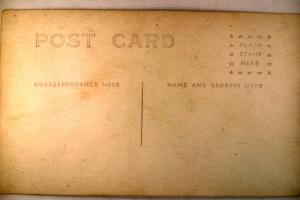 POST CARD
PLACE
STAMP
HERE
CORRESPONDENCE HERE
NAME AND ADDRESS HERE